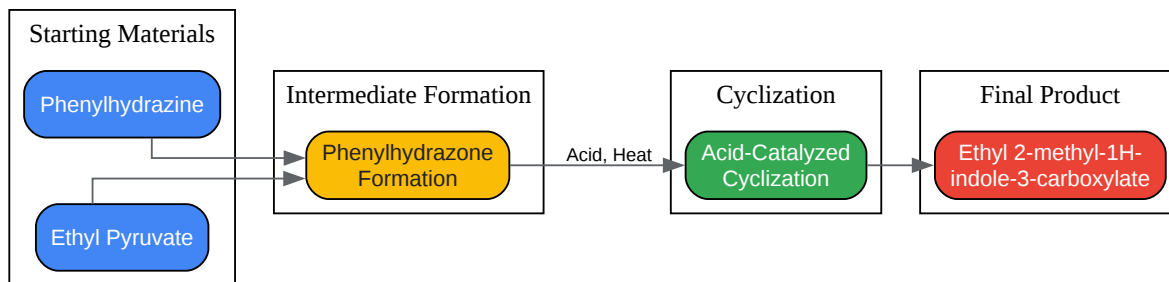 Starting Materials
Phenylhydrazine
Ethyl Pyruvate
Intermediate Formation
Phenylhydrazone
Formation
Acid, Heat
Cyclization
Acid-Catalyzed
Cyclization
Final Product
Ethyl 2-methyl-1H-
indole-3-carboxylate